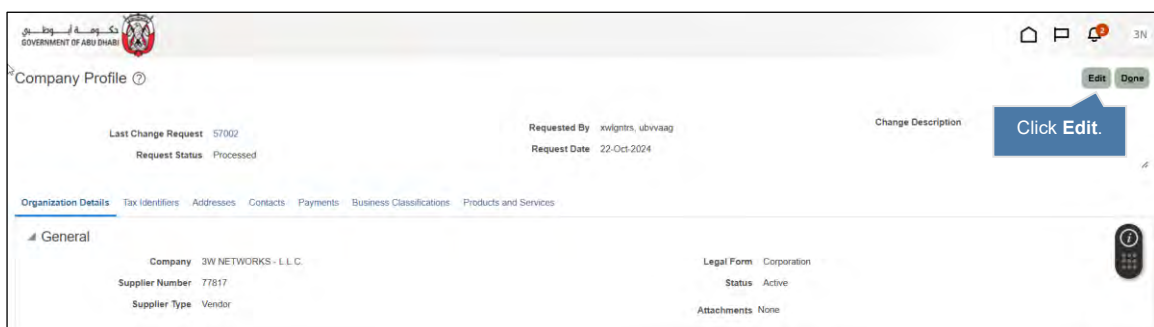 حكومة أبوظبي
GOVERNMENT OF ABU DHABI
2
3N
Company Profile
Edit Done
Last Change Request 57002
Requested By xwlgntrs, ubvvaag
Change Description
Click Edit.
Request Status Processed
Request Date 22-Oct-2024
Organization Details Tax Identifiers Addresses Contacts Payments Business Classifications Products and Services
General
Company 3W NETWORKS - L.L.C.
Legal Form Corporation
Supplier Number 77817
Status Active
Supplier Type Vendor
Attachments None